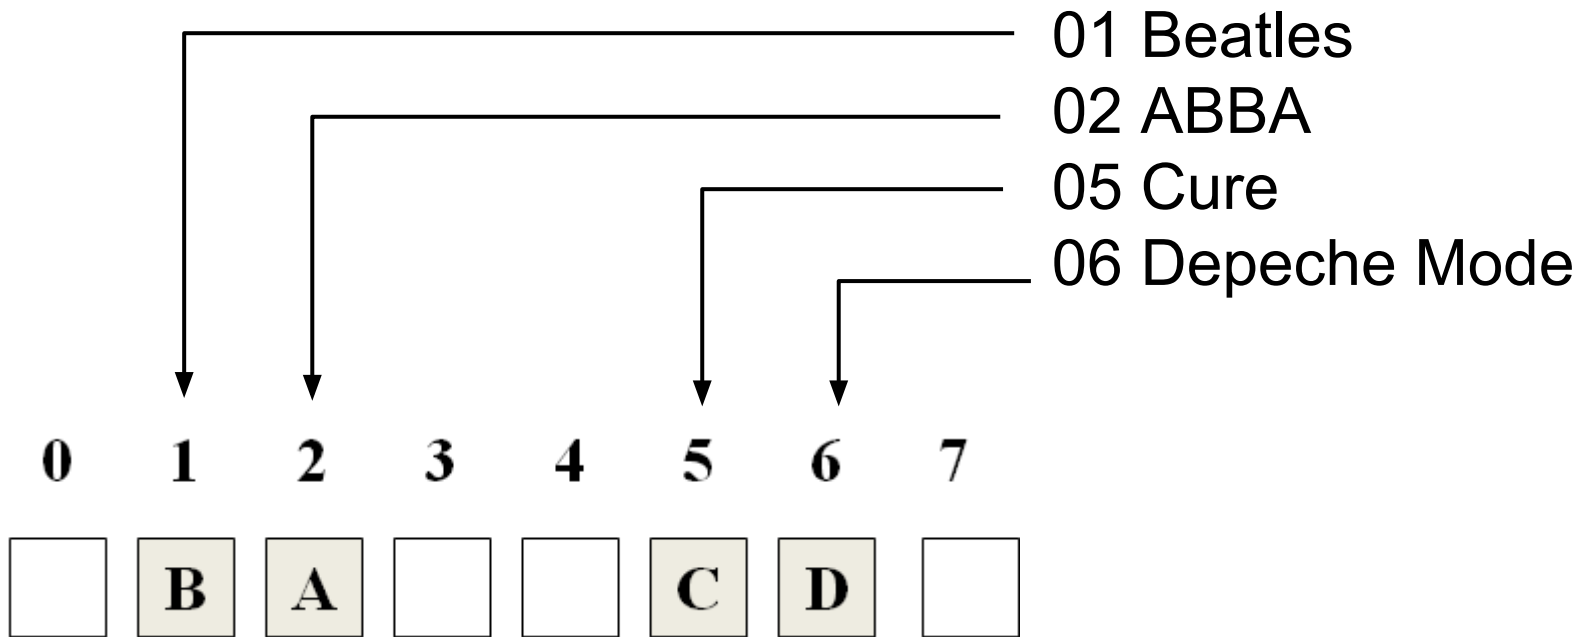 01 Beatles
02 ABBA
05 Cure
06 Depeche Mode
0 1 2 3 4 5 6 7
B A C D